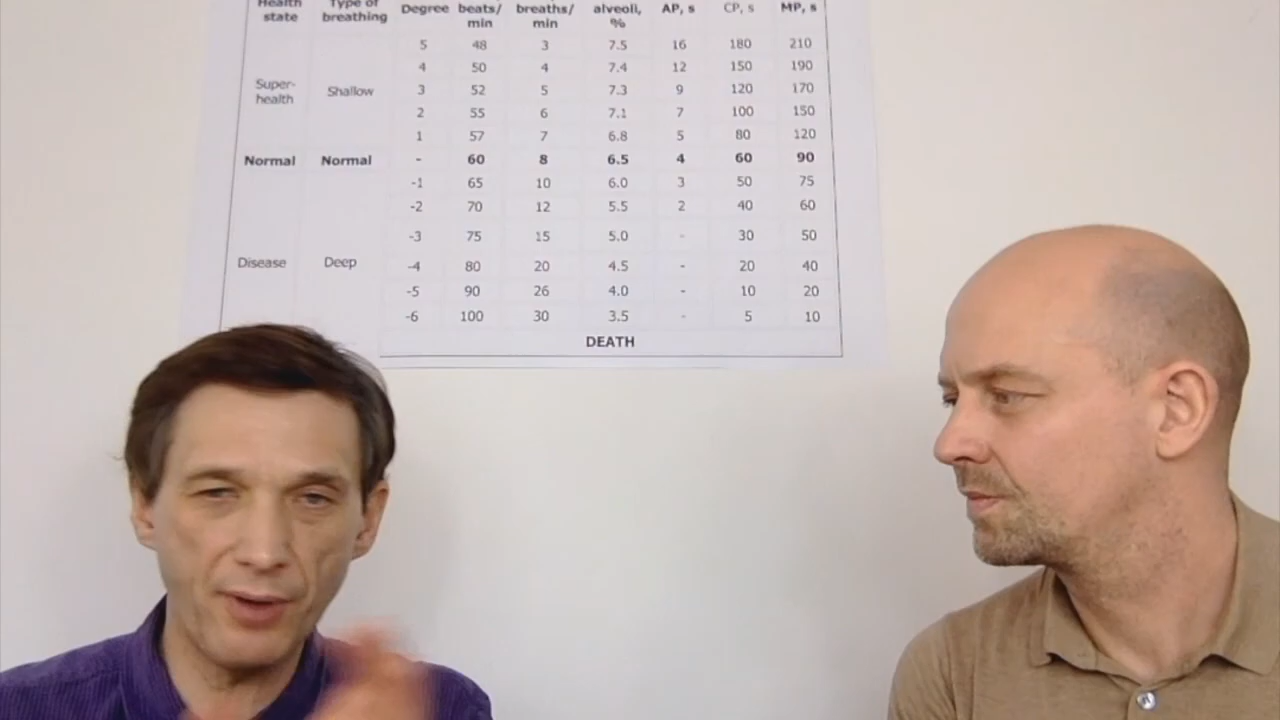 Health state Type of breathing Degree beats/ min breaths/ min alveoli, % AP, s CP, s MP, s
5 48 3 7.5 16 180 210
4 50 4 7.4 12 150 190
Super-health Shallow 3 52 5 7.3 9 120 170
2 55 6 7.1 7 100 150
1 57 7 6.8 5 80 120
Normal Normal - 60 8 6.5 4 60 90
-1 65 10 6.0 3 50 75
-2 70 12 5.5 2 40 60
-3 75 15 5.0 - 30 50
Disease Deep -4 80 20 4.5 - 20 40
-5 90 26 4.0 - 10 20
-6 100 30 3.5 - 5 10
DEATH